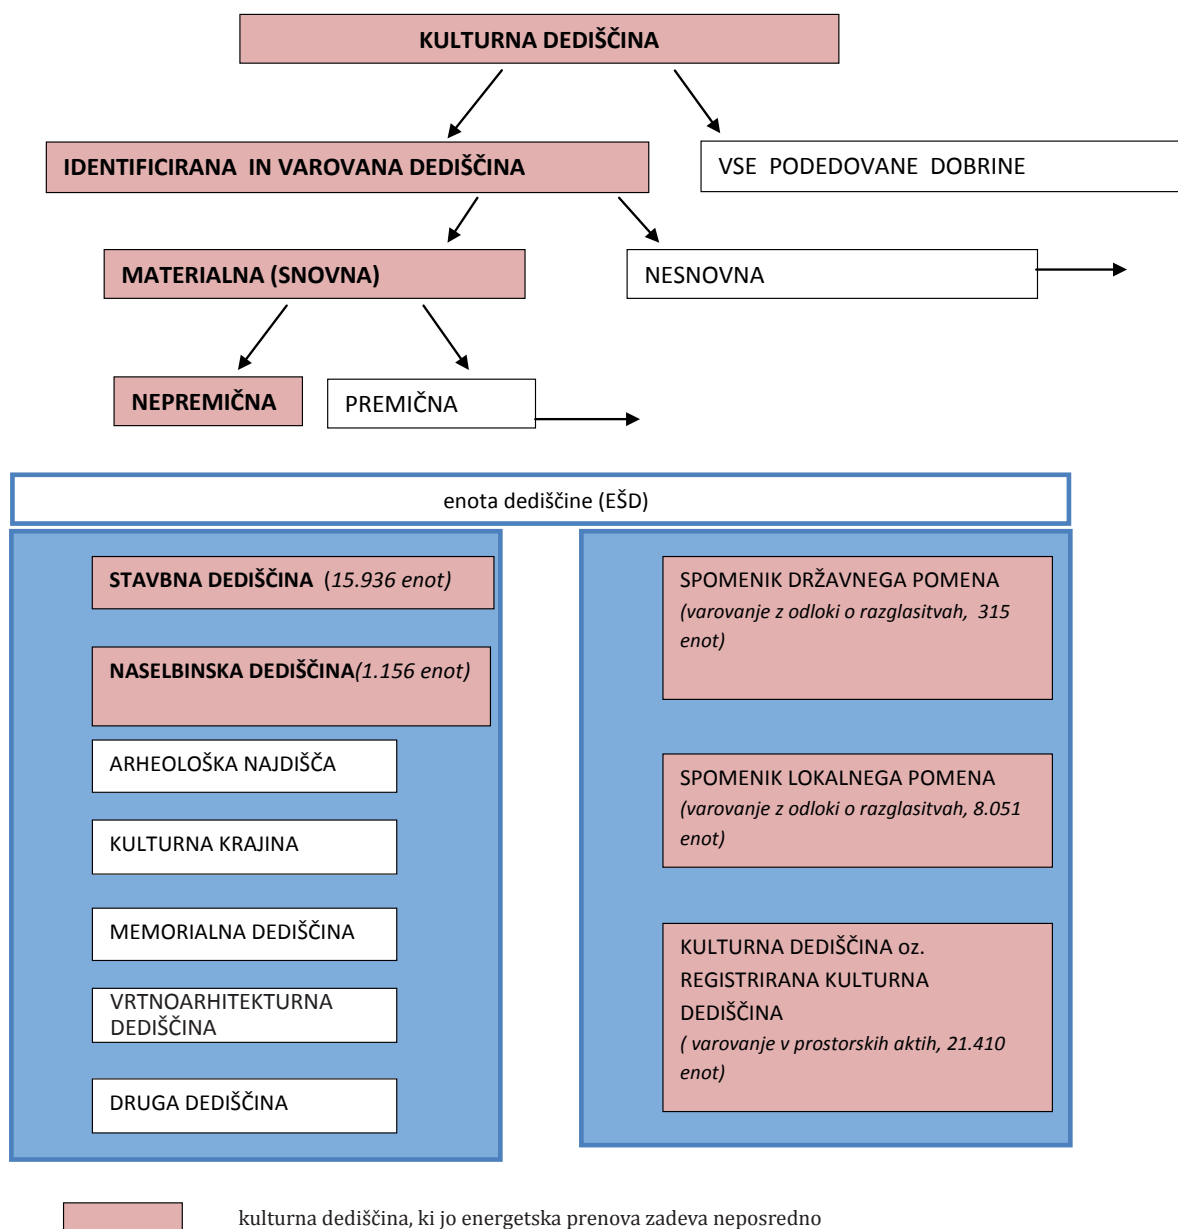 KULTURNA DEDIŠČINA
IDENTIFICIRANA IN VAROVANA DEDIŠČINA
VSE PODEDOVANE DOBRINE
MATERIALNA (SNOVNA)
NESNOVNA
NEPREMIČNA
PREMIČNA
enota dediščine (EŠD)
STAVBNA DEDIŠČINA (15.936 enot)
NASELBINSKA DEDIŠČINA(1.156 enot)
ARHEOLOŠKA NAJDIŠČA
KULTURNA KRAJINA
MEMORIALNA DEDIŠČINA
VRTNOARHITEKTURNA
DEDIŠČINA
DRUGA DEDIŠČINA
SPOMENIK DRŽAVNEGA POMENA
(varovanje z odloki o razglasitvah, 315
enot)
SPOMENIK LOKALNEGA POMENA
(varovanje z odloki o razglasitvah, 8.051
enot)
KULTURNA DEDIŠČINA oz.
REGISTRIRANA KULTURNA
DEDIŠČINA
( varovanje v prostorskih aktih, 21.410
enot)
kulturna dediščina, ki jo energetska prenova zadeva neposredno